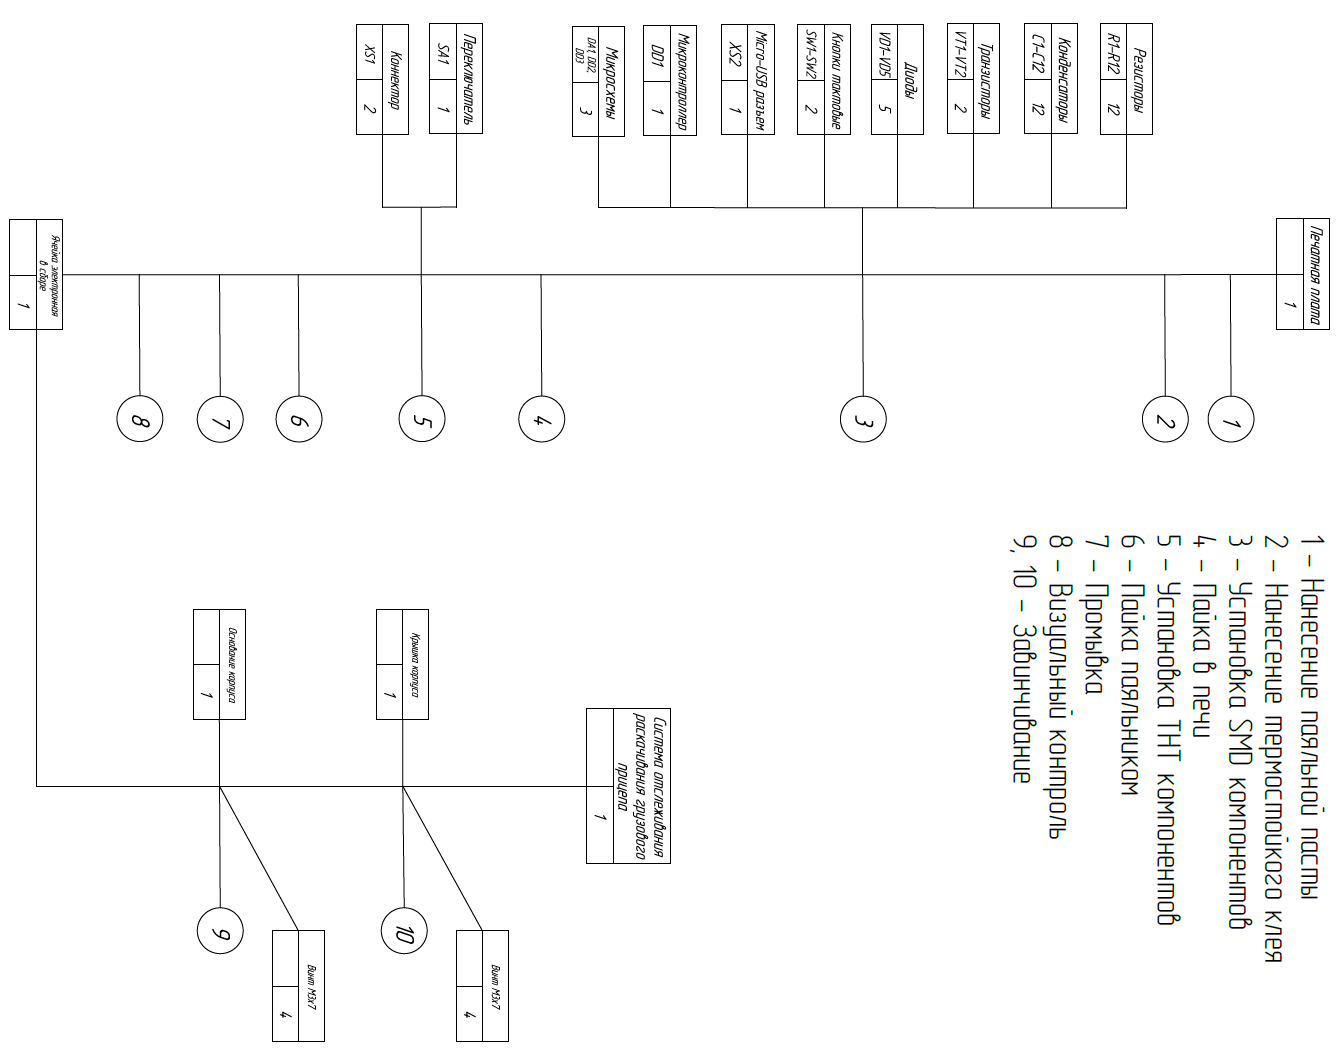 Печатная плата
1
Резисторы
R1-R12
12
Конденсаторы
C1-C12
12
Транзисторы
VT1-VT2
2
Диоды
VD1-VD5
5
Кнопки тактовые
SW1-SW2
2
Micro-USB разъем
XS2
1
Микроконтроллер
DD1
1
Микросхемы
DA1, DD2,
DD3
3
Переключатель
SA1
1
Коннектор
XS1
2
1
2
3
4
5
6
7
8
Ячейка электронная
в сборе
1
1 - Нанесение паяльной пасты
2 - Нанесение термостойкого клея
3 - Установка SMD компонентов
4 - Пайка в печи
5 - Установка THT компонентов
6 - Пайка паяльником
7 - Промывка
8 - Визуальный контроль
9, 10 - Завинчивание
Система отслеживания
раскачивания грузового
прицепа
1
Крышка корпуса
1
Основание корпуса
1
10
9
Винт М3х7
4
Винт М3х7
4